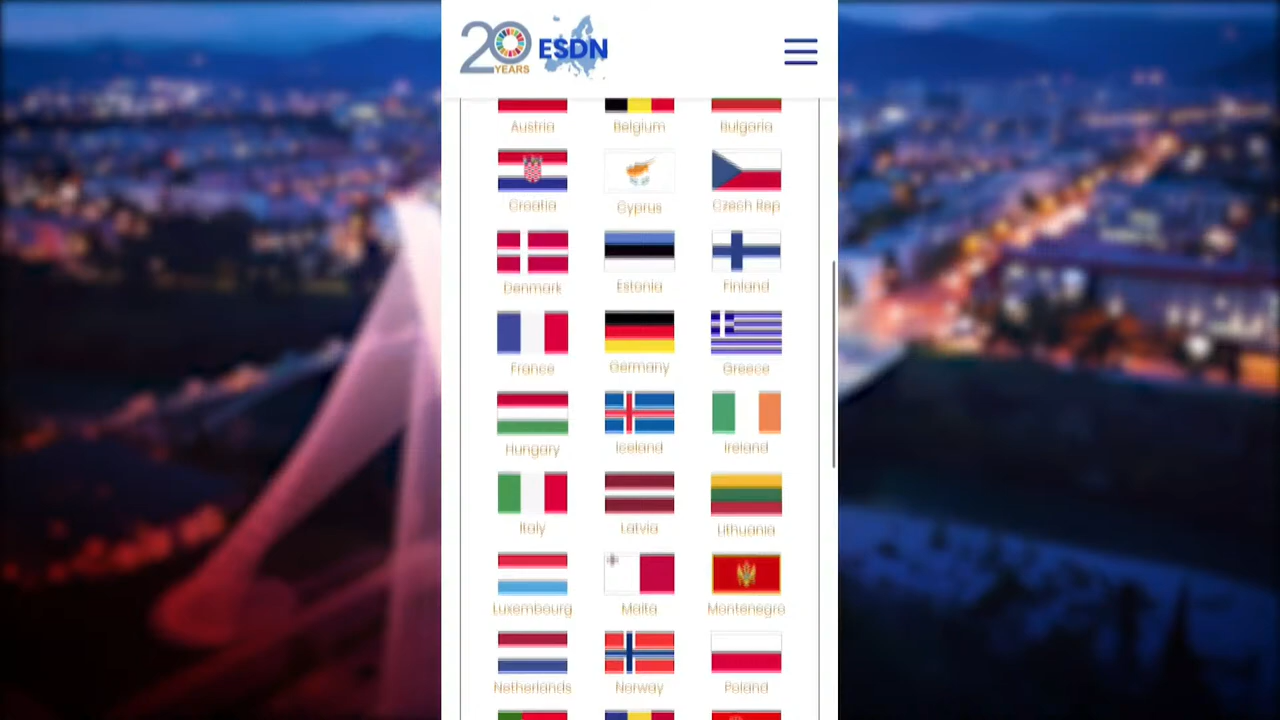 20 YEARS ESDN
Austria Belgium Bulgaria
Croatia Cyprus Czech Rep
Denmark Estonia Finland
France Germany Greece
Hungary Iceland Ireland
Italy Latvia Lithuania
Luxembourg Malta Montenegro
Netherlands Norway Poland